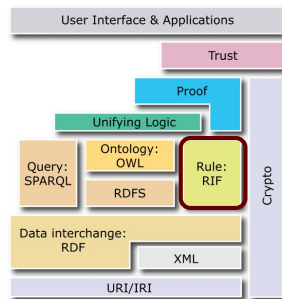 User Interface & Applications
Trust
Proof
Unifying Logic
Query:
SPARQL
Ontology:
OWL
RDFS
Rule:
RIF
Crypto
Data interchange:
RDF
XML
URI/IRI